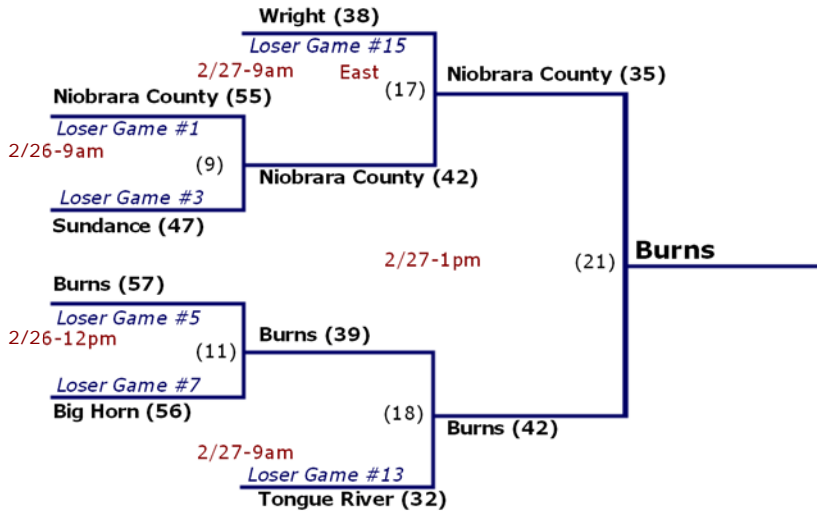 Wright (38)
Loser Game #15
2/27-9am East
(17)
Niobrara County (35)
Niobrara County (55)
Loser Game #1
2/26-9am
(9)
Niobrara County (42)
Loser Game #3
Sundance (47)
2/27-1pm
(21)
Burns
Burns (57)
Loser Game #5
2/26-12pm
(11)
Burns (39)
Loser Game #7
Big Horn (56)
(18)
Burns (42)
2/27-9am
Loser Game #13
Tongue River (32)